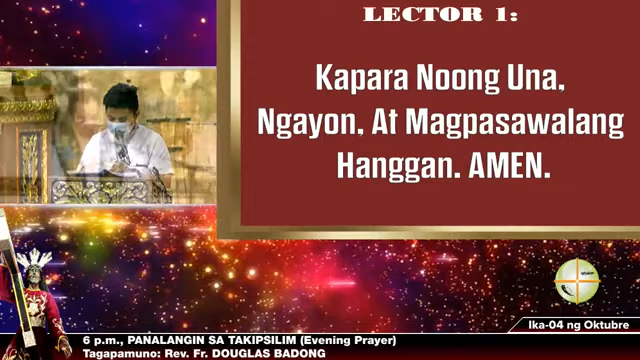 LECTOR 1:
Kapara Noong Una,
Ngayon, At Magpasawalang
Hanggan. AMEN.
Ika-04 ng Oktubre
6 p.m., PANALANGIN SA TAKIPSILIM (Evening Prayer)
Tagapamuno: Rev. Fr. DOUGLAS BADONG